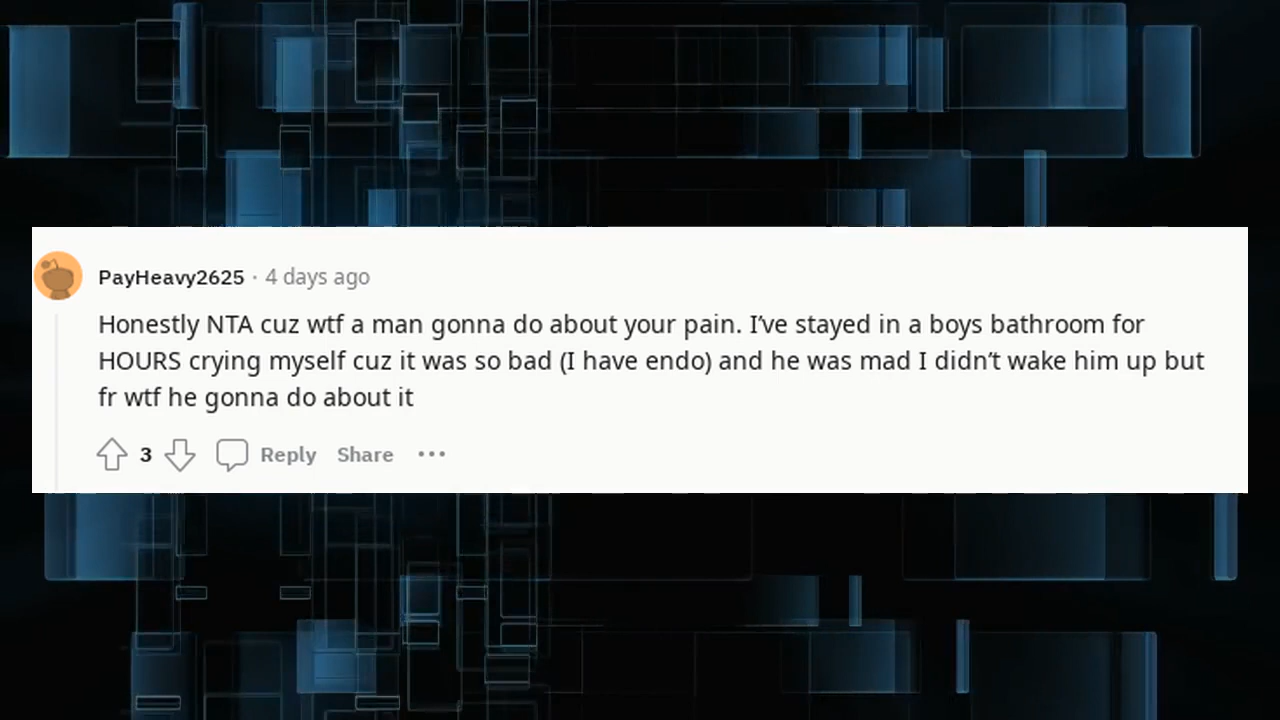 PayHeavy2625 · 4 days ago
Honestly NTA cuz wtf a man gonna do about your pain. I’ve stayed in a boys bathroom for
HOURS crying myself cuz it was so bad (I have endo) and he was mad I didn’t wake him up but
fr wtf he gonna do about it
3 Reply Share ···